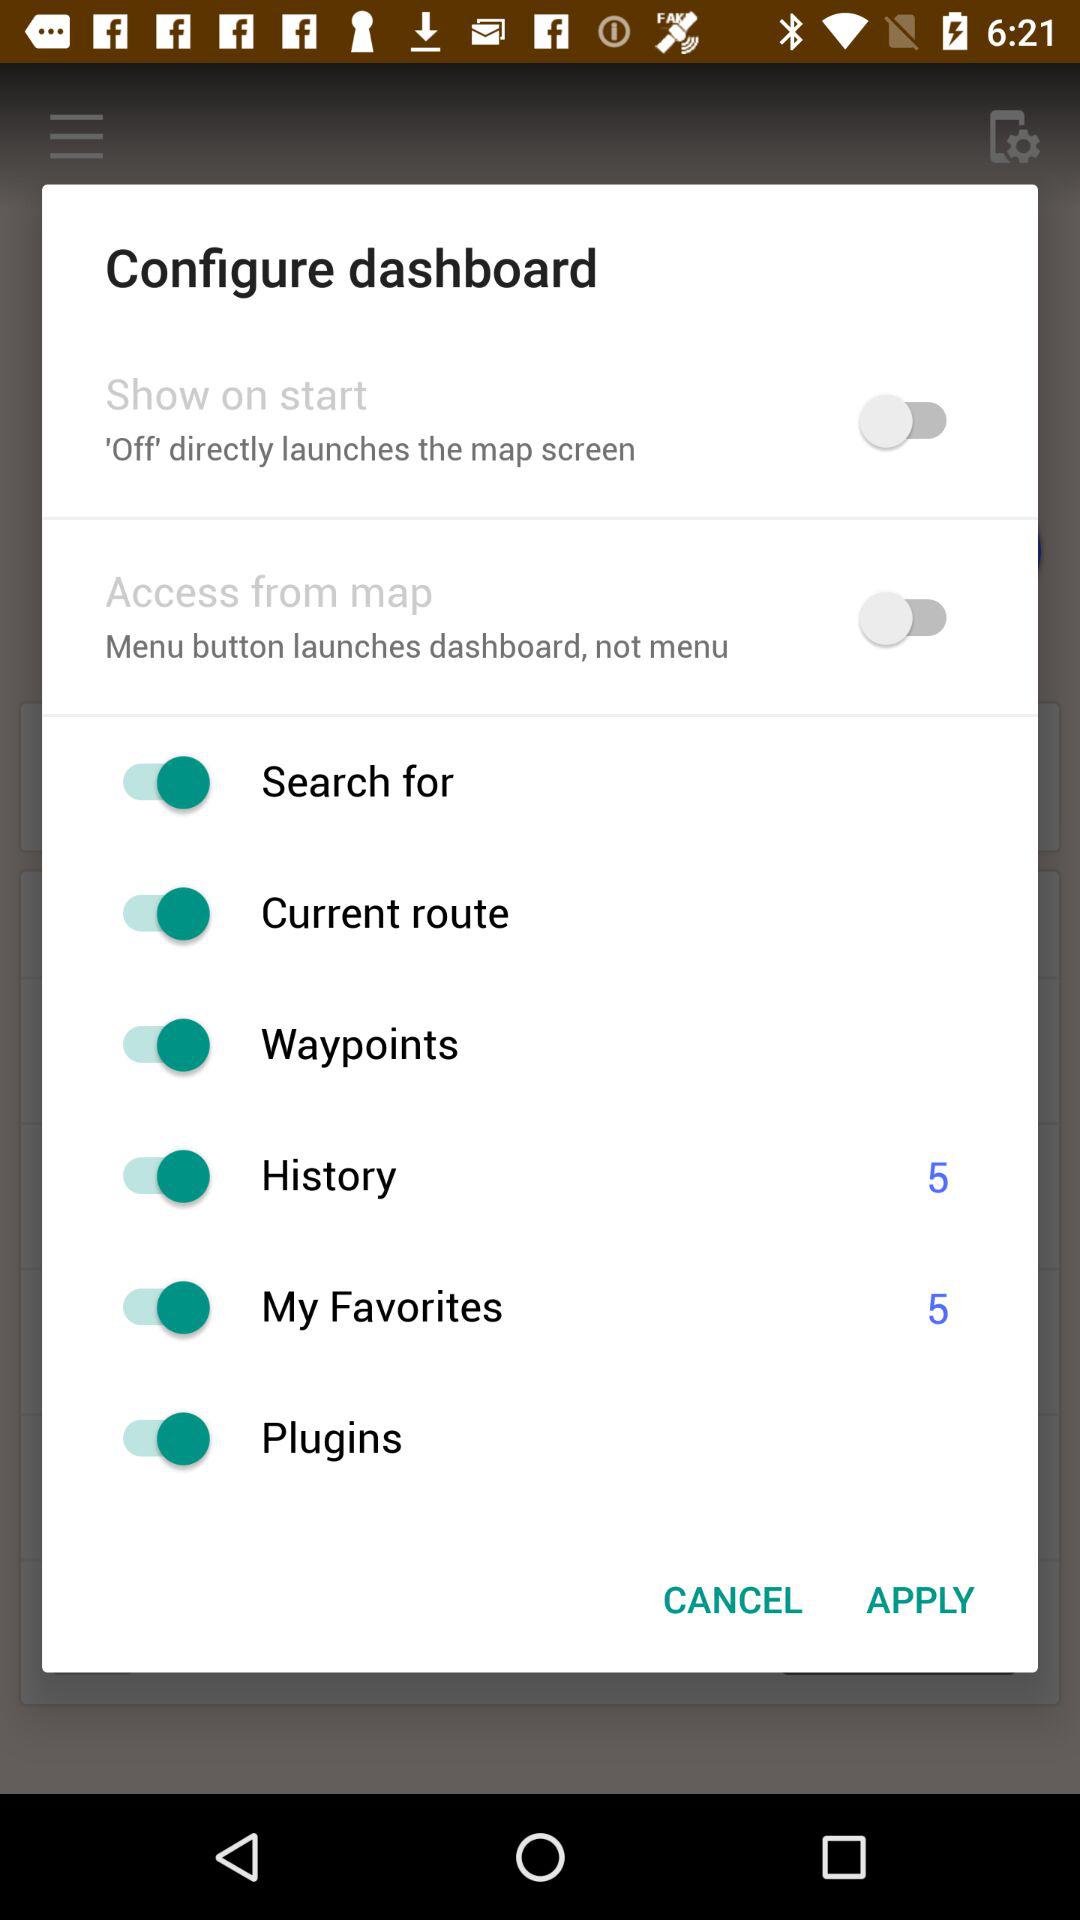 FAKE
6:21
Configure dashboard
Show on start
'Off' directly launches the map screen
Access from map
Menu button launches dashboard, not menu
Search for
Current route
Waypoints
History 5
My Favorites 5
Plugins
CANCEL APPLY